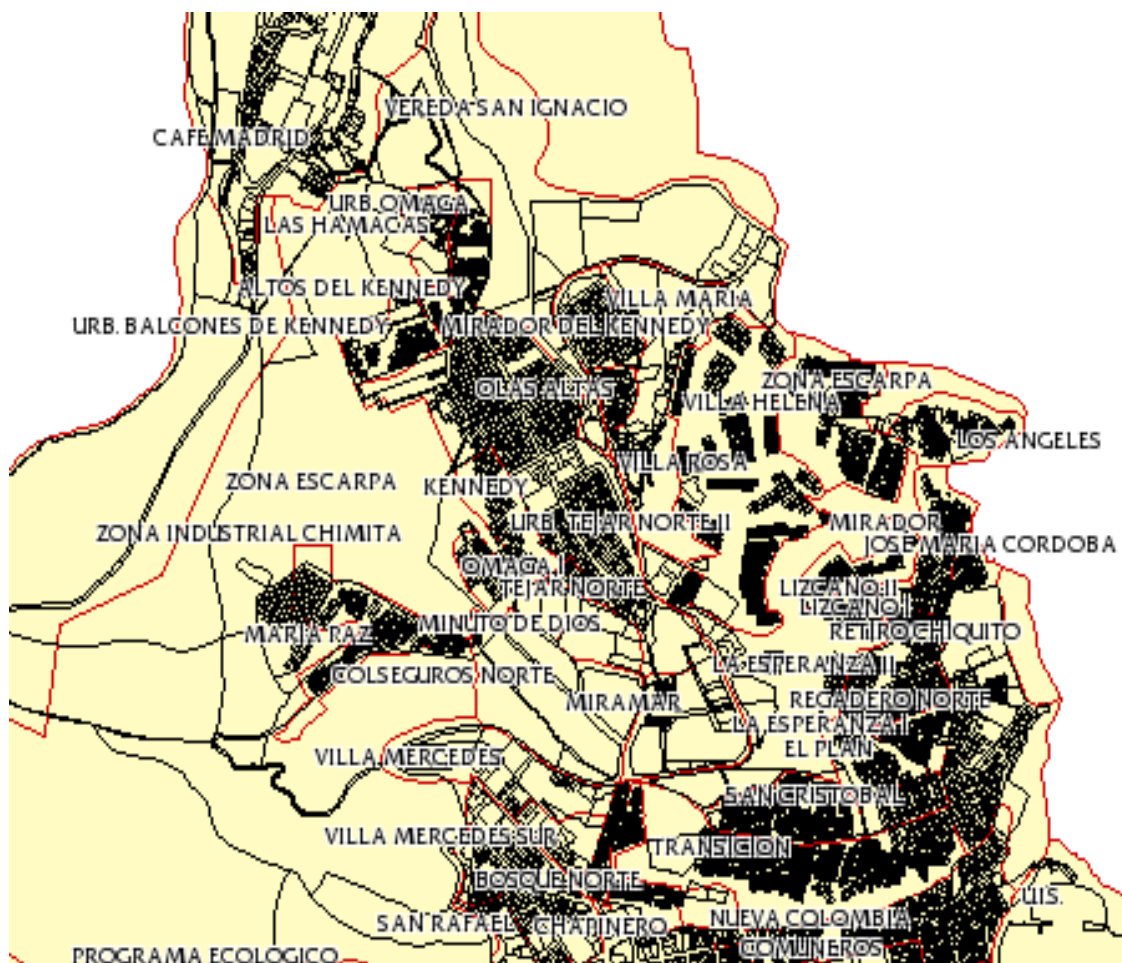 VEREDA SAN IGNACIO
CAFE MADRID
URB. OMAGA
LAS HAMACAS
ALTOS DEL KENNEDY
VILLA MARIA
URB. BALCONES DE KENNEDY
MIRADOR DEL KENNEDY
ZONA ESCARPA
OLAS ALTAS
VILLA HELENA
LOS ANGELES
VILLA ROSA
ZONA ESCARPA
KENNEDY
URB. TEJAR NORTE II
MIRADOR
ZONA INDUSTRIAL CHIMITA
JOSE MARIA CORDOBA
OMAGA I
TEJAR NORTE
LIZCANO II
LIZCANO I
MINUTO DE DIOS
MARIA PAZ
RETIRO CHIQUITO
LA ESPERANZA II
COLSEGUROS NORTE
MIRAMAR
REGADERO NORTE
LA ESPERANZA I
EL PLAN
VILLA MERCEDES
SAN CRISTOBAL
VILLA MERCEDES SUR
TRANSICION
BOSQUE NORTE
UIS.
SAN RAFAEL
CHAPINERO
NUEVA COLOMBIA
COMUNEROS
PROGRAMA ECOLOGICO